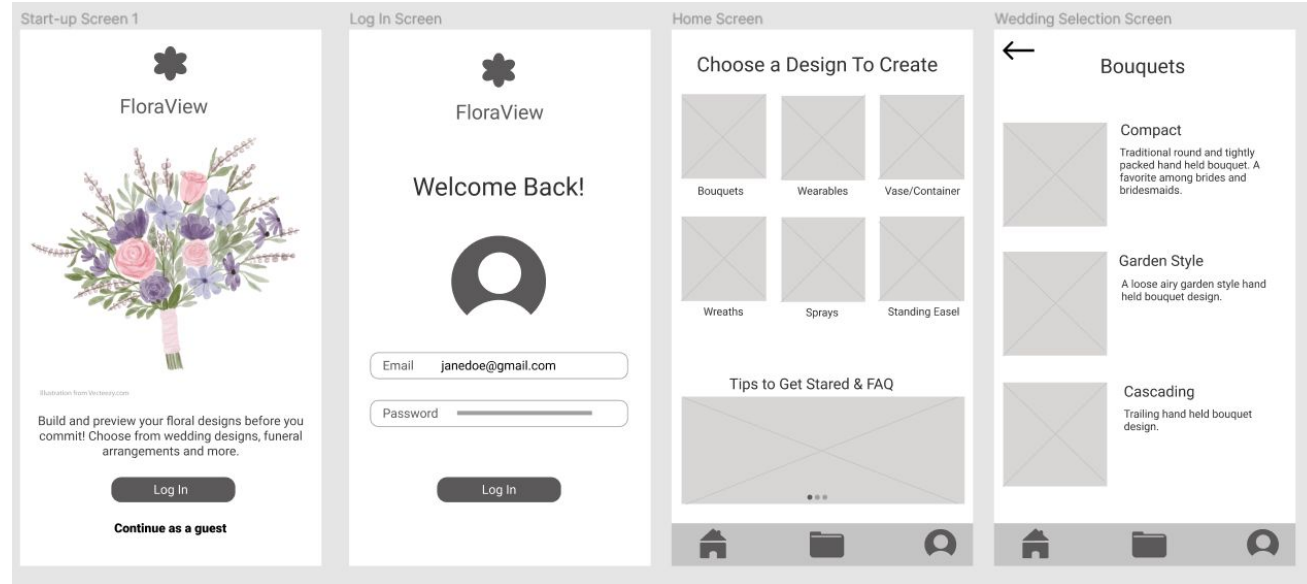 Start-up Screen 1
FloraView
Illustration from Vecteezy.com
Build and preview your floral designs before you
commit! Choose from wedding designs, funeral
arrangements and more.
Log In
Continue as a guest
Log In Screen
FloraView
Welcome Back!
Email janedoe@gmail.com
Password
Log In
Home Screen
Choose a Design To Create
Bouquets Wearables Vase/Container
Wreaths Sprays Standing Easel
Tips to Get Stared & FAQ
Wedding Selection Screen
Bouquets
Compact
Traditional round and tightly
packed hand held bouquet. A
favorite among brides and
bridesmaids.
Garden Style
A loose airy garden style hand
held bouquet design.
Cascading
Trailing hand held bouquet
design.